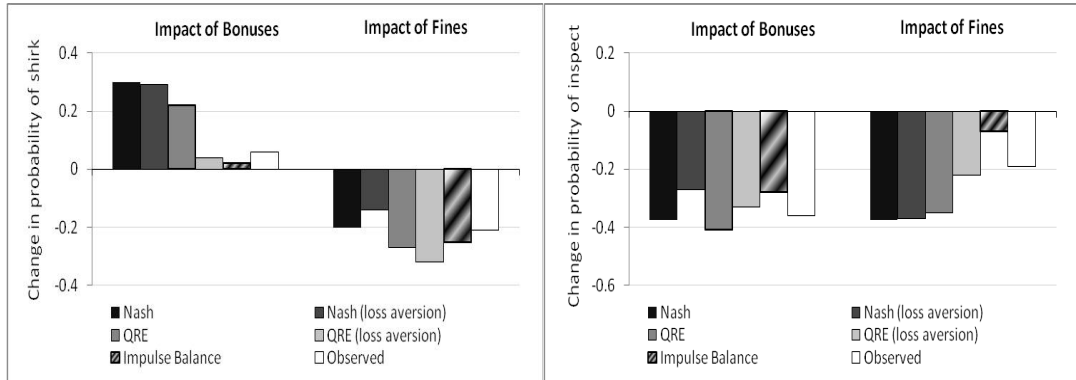 Impact of Bonuses Impact of Fines
0.4
0.2
0
-0.2
-0.4
Change in probability of shirk
Nash Nash (loss aversion)
QRE QRE (loss aversion)
Impulse Balance Observed
Impact of Bonuses Impact of Fines
0.2
0
-0.2
-0.4
-0.6
Change in probability of inspect
Nash Nash (loss aversion)
QRE QRE (loss aversion)
Impulse Balance Observed